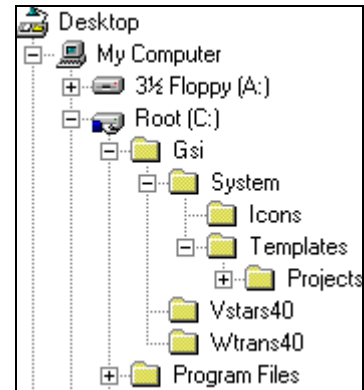 Desktop
My Computer
3½ Floppy (A:)
Root (C:)
Gsi
System
Icons
Templates
Projects
Vstars40
Wtrans40
Program Files